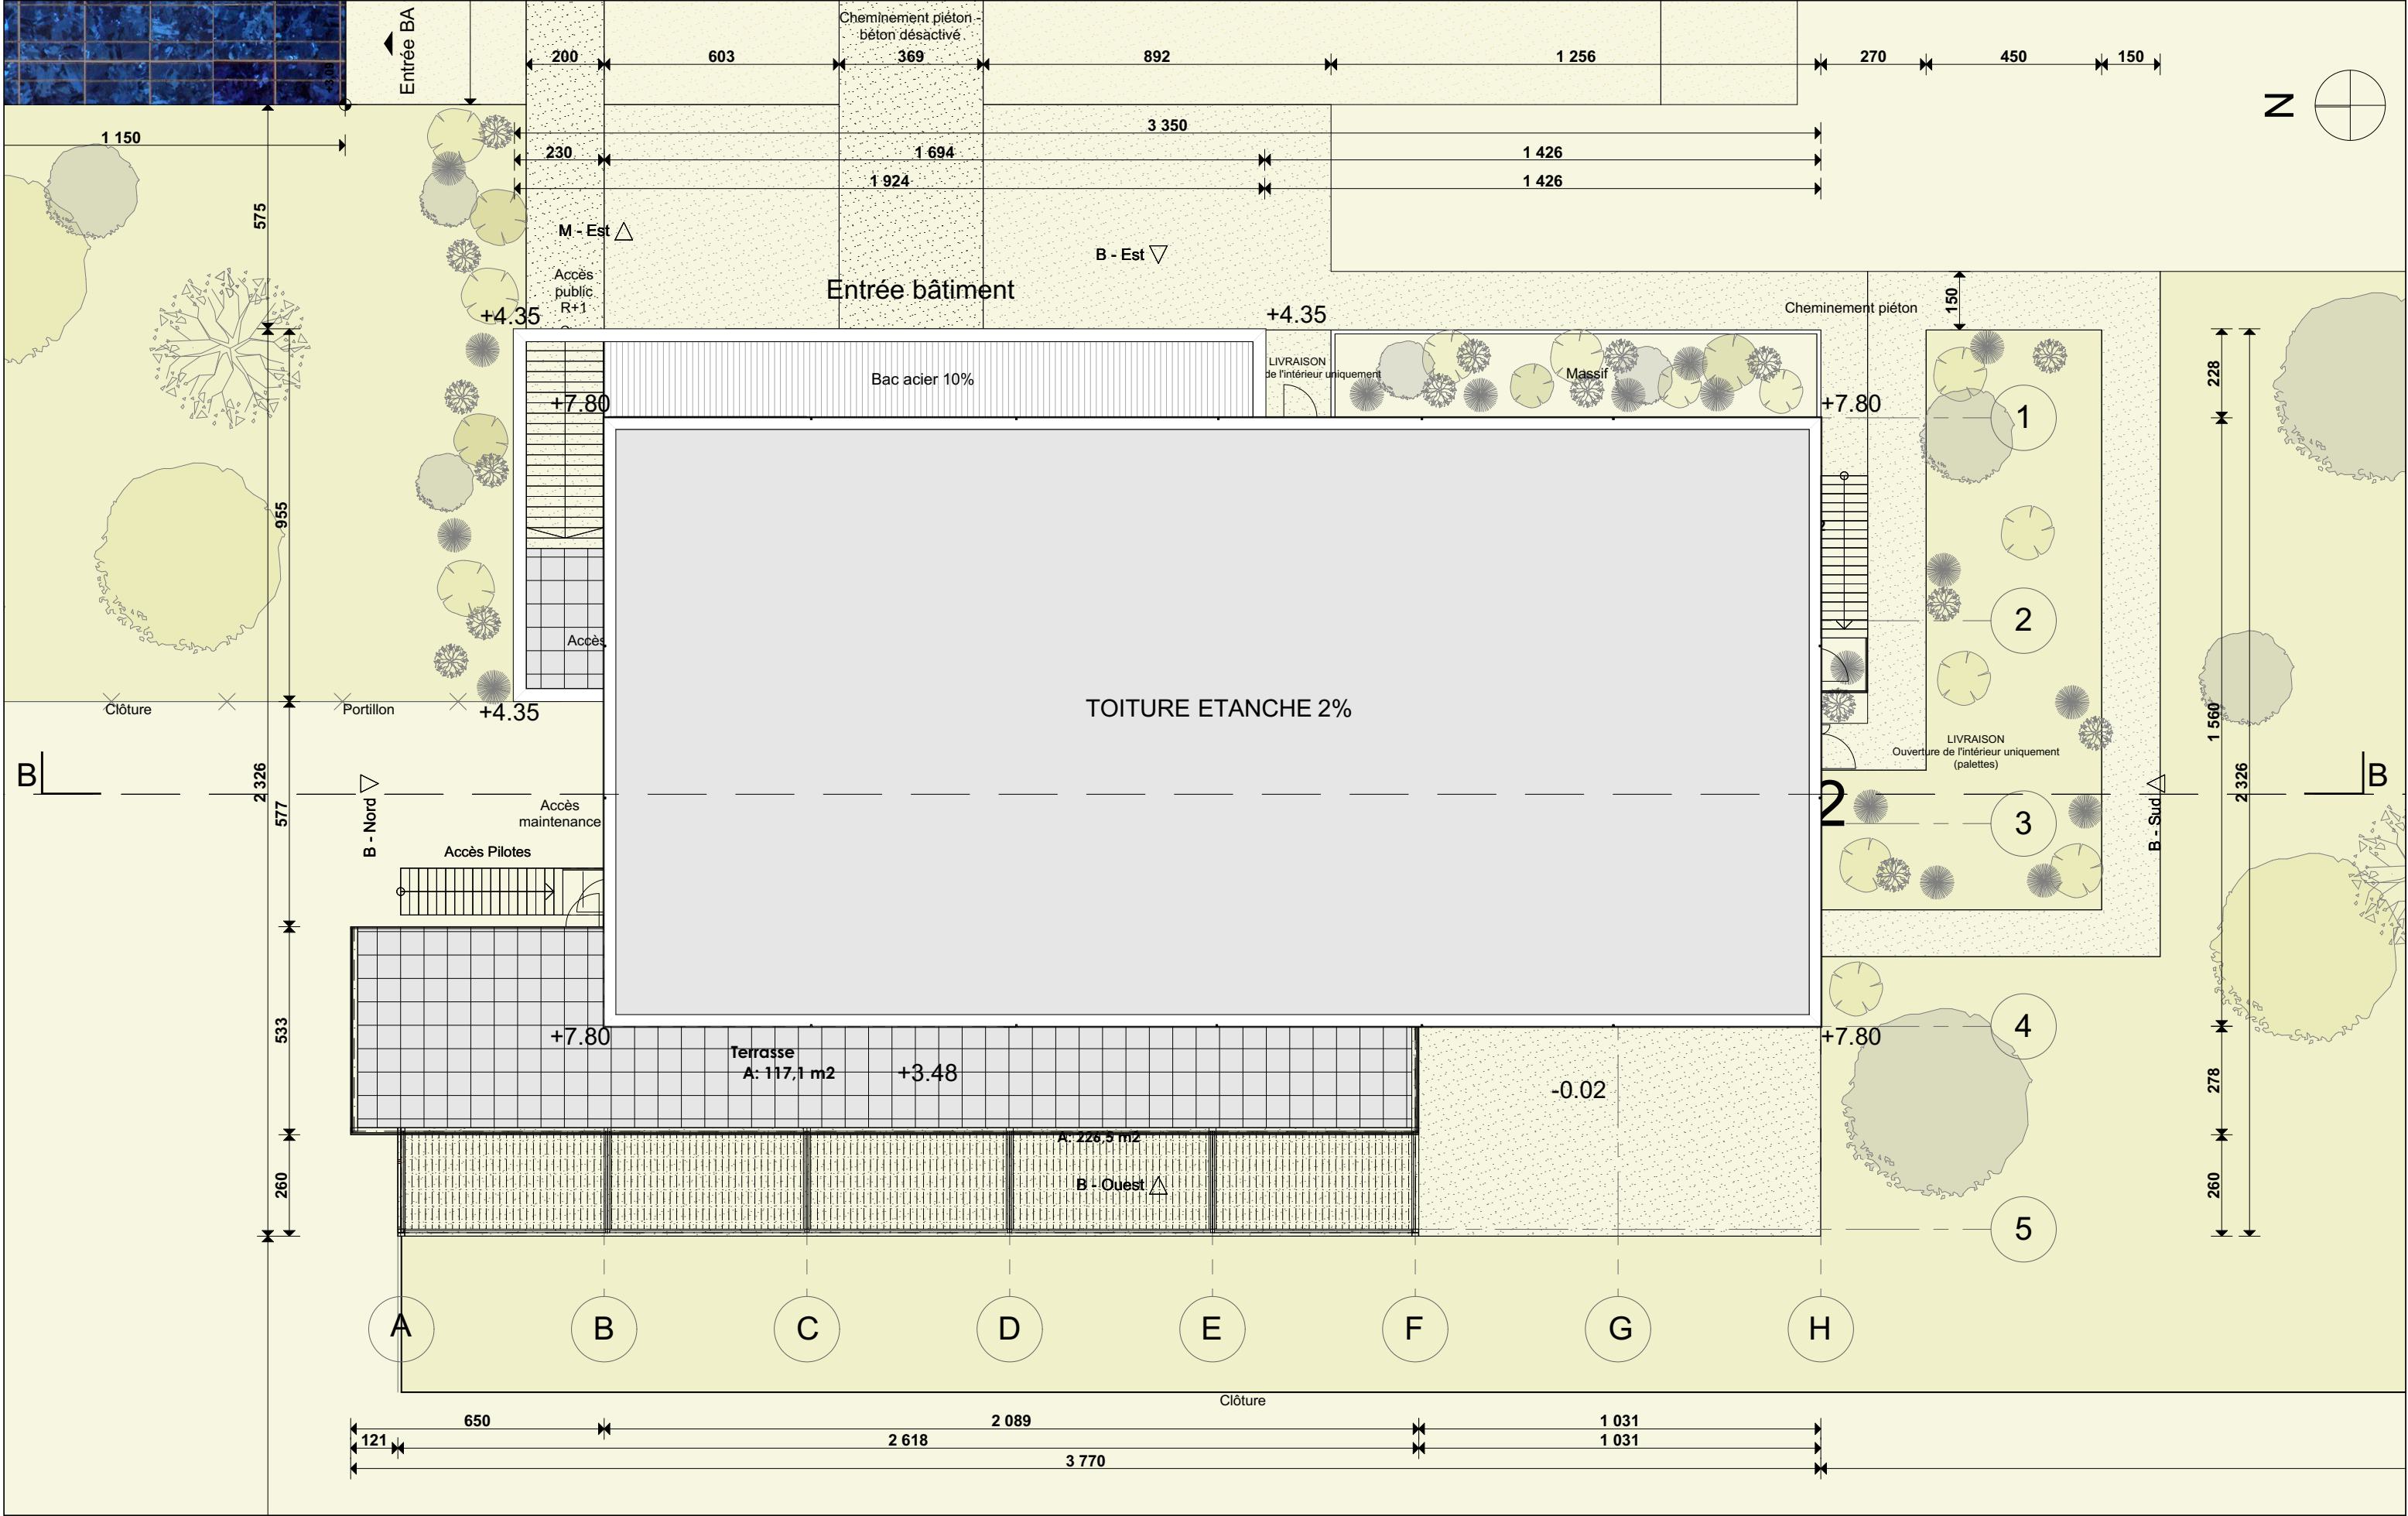 Entrée BA
Cheminement piéton -
béton désactivé
200
603
369
892
1 256
270
450
150
N
1 150
3 350
230
1 694
1 426
1 924
1 426
575
M - Est
B - Est
Accès
public
R+1
Entrée bâtiment
+4.35
+4.35
Cheminement piéton
150
LIVRAISON
de l'intérieur uniquement
Bac acier 10%
Massif
228
+7.80
+7.80
1
955
2
Accès
TOITURE ETANCHE 2%
Clôture
Portillon
+4.35
1 560
LIVRAISON
Ouverture de l'intérieur uniquement
(palettes)
B
B
2 326
577
2 326
B - Nord
Accès
maintenance
2
3
B - Sud
Accès Pilotes
533
+7.80
+7.80
4
Terrasse
A: 117,1 m2
+3.48
-0.02
278
A: 226,5 m2
260
B - Ouest
260
5
A
B
C
D
E
F
G
H
Clôture
650
2 089
1 031
121
2 618
1 031
3 770